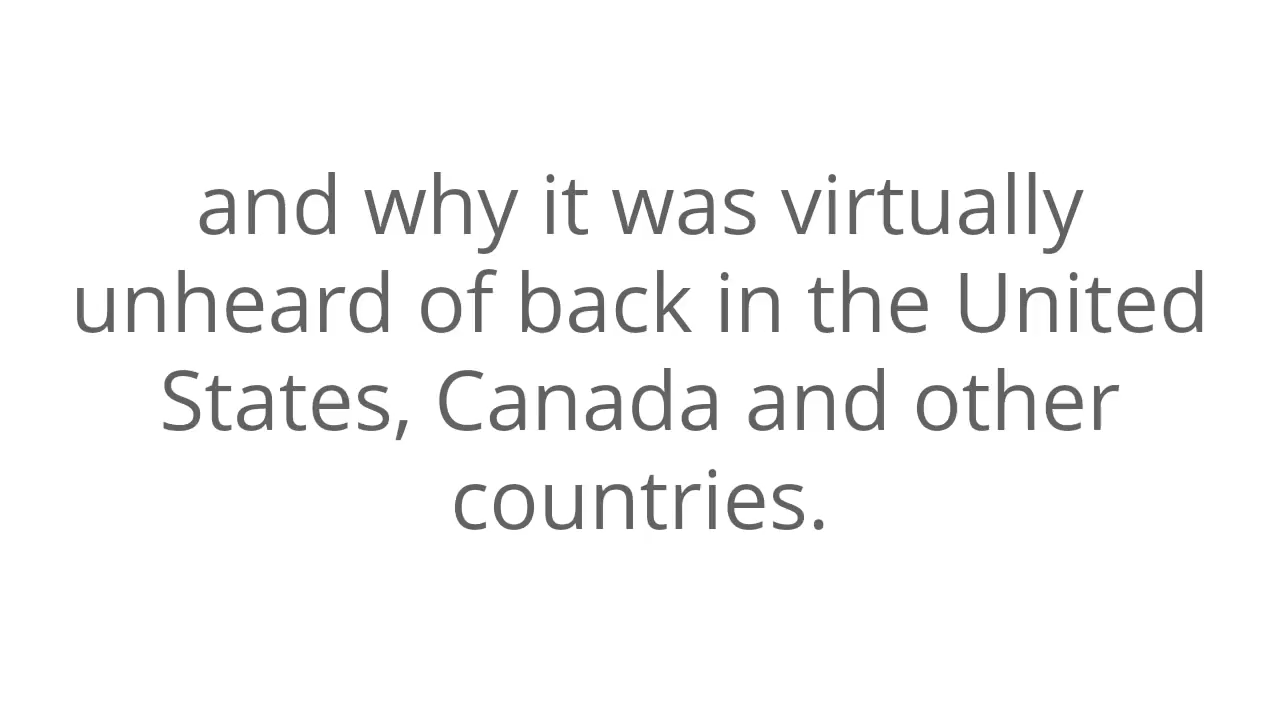 and why it was virtually
unheard of back in the United
States, Canada and other
countries.